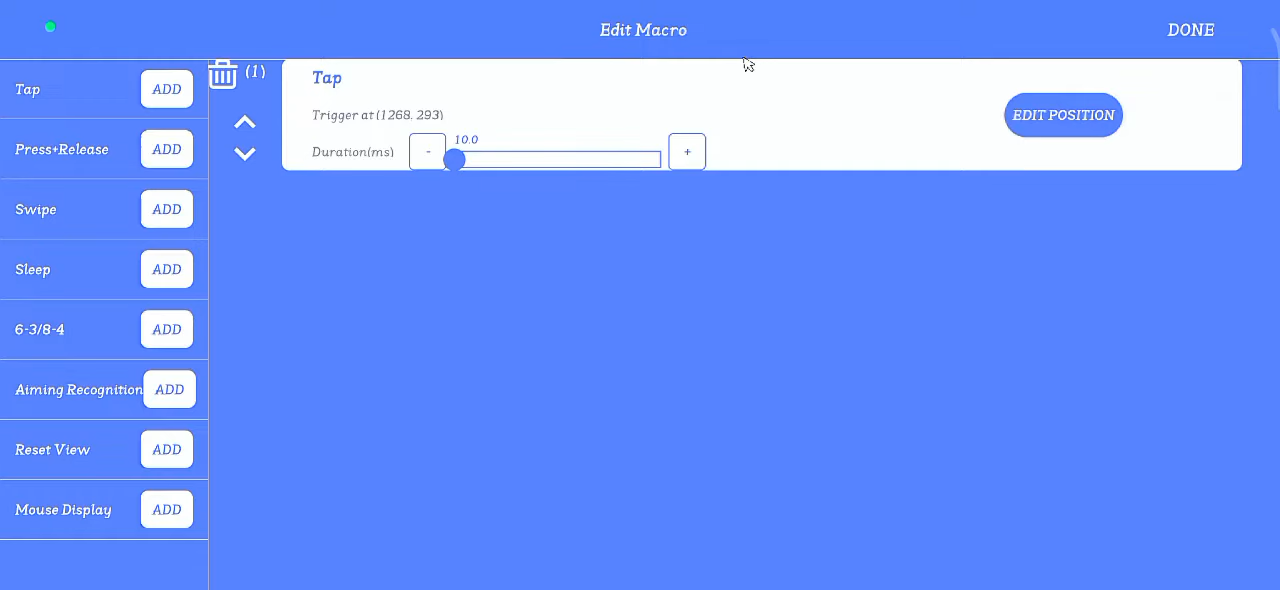 Edit Macro
DONE
Tap ADD
Press+Release ADD
Swipe ADD
Sleep ADD
6-3/8-4 ADD
Aiming Recognition ADD
Reset View ADD
Mouse Display ADD
(1)
Tap
Trigger at(1268, 293)
EDIT POSITION
10.0
Duration(ms) - +